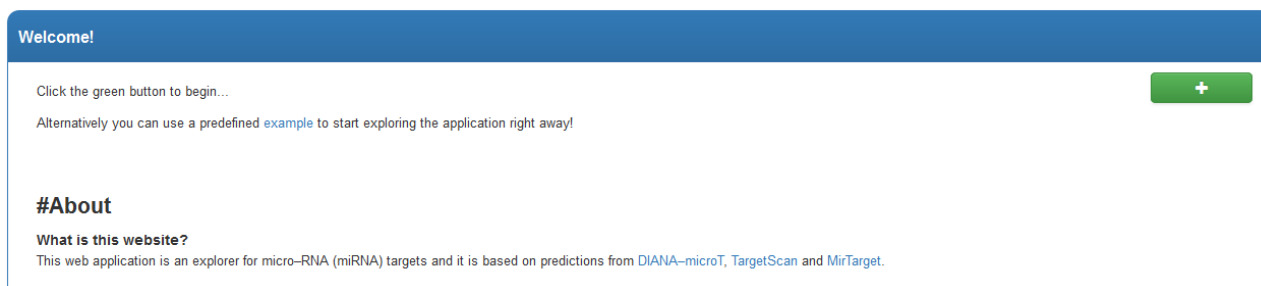 Welcome!
Click the green button to begin...
Alternatively you can use a predefined example to start exploring the application right away!
#About
What is this website?
This web application is an explorer for micro–RNA (miRNA) targets and it is based on predictions from DIANA–microT, TargetScan and MirTarget.